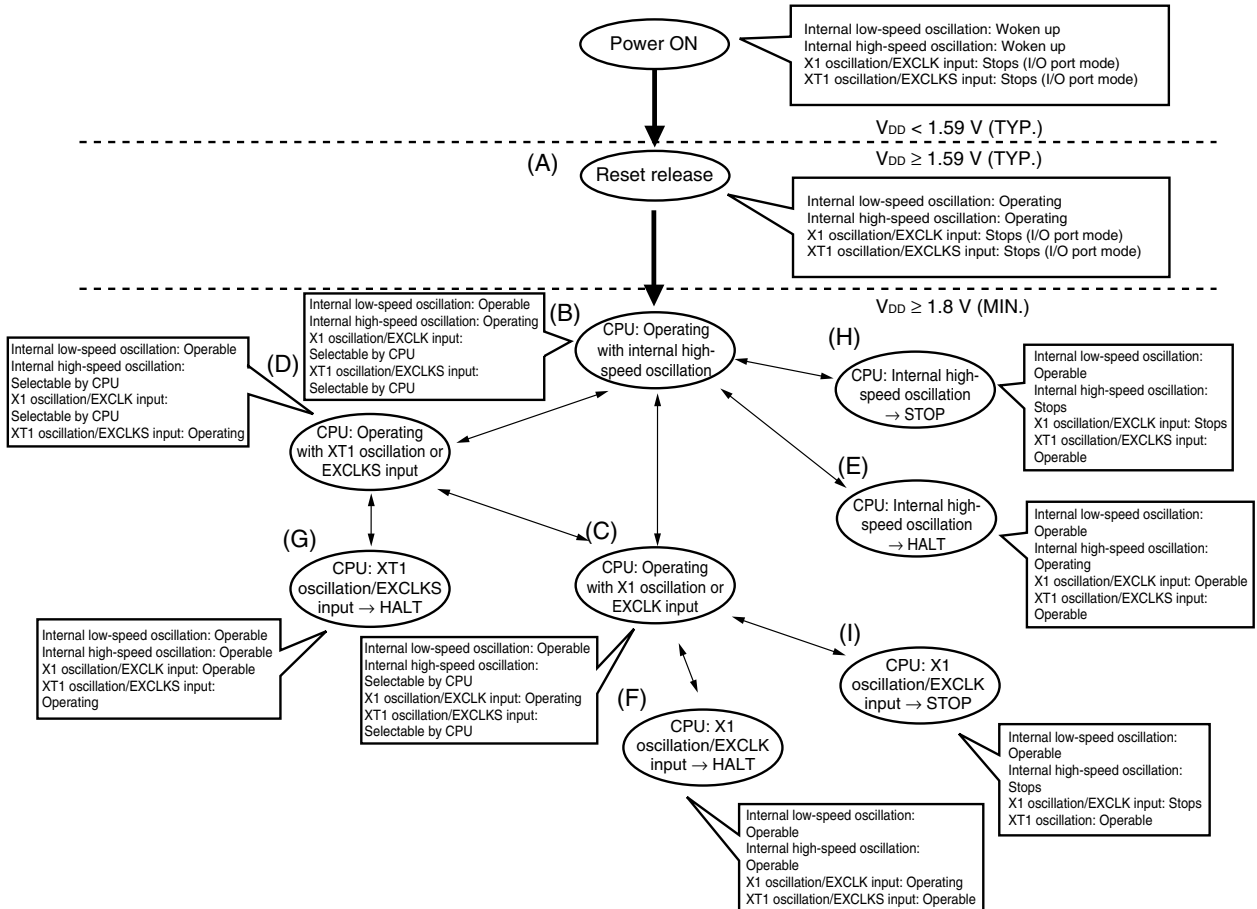 Power ON
Internal low-speed oscillation: Woken up
Internal high-speed oscillation: Woken up
X1 oscillation/EXCLK input: Stops (I/O port mode)
XT1 oscillation/EXCLKS input: Stops (I/O port mode)
VDD < 1.59 V (TYP.)
VDD ≥ 1.59 V (TYP.)
(A)
Reset release
Internal low-speed oscillation: Operating
Internal high-speed oscillation: Operating
X1 oscillation/EXCLK input: Stops (I/O port mode)
XT1 oscillation/EXCLKS input: Stops (I/O port mode)
VDD ≥ 1.8 V (MIN.)
Internal low-speed oscillation: Operable
Internal high-speed oscillation: Operating
X1 oscillation/EXCLK input:
Selectable by CPU
XT1 oscillation/EXCLKS input:
Selectable by CPU
(B)
CPU: Operating
with internal high-
speed oscillation
(H)
CPU: Internal high-
speed oscillation
→ STOP
Internal low-speed oscillation:
Operable
Internal high-speed oscillation:
Stops
X1 oscillation/EXCLK input: Stops
XT1 oscillation/EXCLKS input:
Operable
Internal low-speed oscillation: Operable
Internal high-speed oscillation:
Selectable by CPU
X1 oscillation/EXCLK input:
Selectable by CPU
XT1 oscillation/EXCLKS input: Operating
(D)
CPU: Operating
with XT1 oscillation or
EXCLKS input
(E)
CPU: Internal high-
speed oscillation
→ HALT
Internal low-speed oscillation:
Operable
Internal high-speed oscillation:
Operating
X1 oscillation/EXCLK input: Operable
XT1 oscillation/EXCLKS input:
Operable
(G)
CPU: XT1
oscillation/EXCLKS
input → HALT
Internal low-speed oscillation: Operable
Internal high-speed oscillation: Operable
X1 oscillation/EXCLK input: Operable
XT1 oscillation/EXCLKS input:
Operating
(C)
CPU: Operating
with X1 oscillation or
EXCLK input
Internal low-speed oscillation: Operable
Internal high-speed oscillation:
Selectable by CPU
X1 oscillation/EXCLK input: Operating
XT1 oscillation/EXCLKS input:
Selectable by CPU
(I)
CPU: X1
oscillation/EXCLK
input → STOP
Internal low-speed oscillation:
Operable
Internal high-speed oscillation:
Stops
X1 oscillation/EXCLK input: Stops
XT1 oscillation: Operable
(F)
CPU: X1
oscillation/EXCLK
input → HALT
Internal low-speed oscillation:
Operable
Internal high-speed oscillation:
Operable
X1 oscillation/EXCLK input: Operating
XT1 oscillation/EXCLKS input: Operable